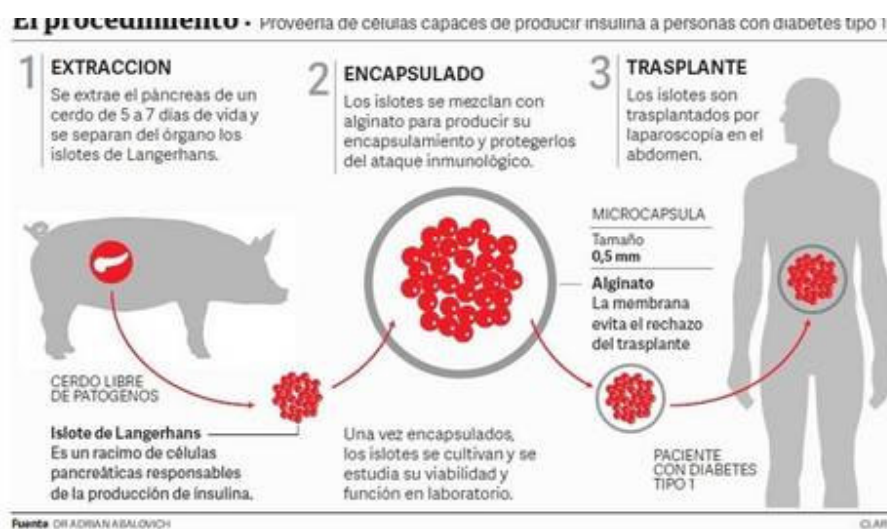 El procedimiento · Proveería de células capaces de producir insulina a personas con diabetes tipo 1
1 EXTRACCION
Se extrae el páncreas de un
cerdo de 5 a 7 días de vida y
se separan del órgano los
islotes de Langerhans.
2 ENCAPSULADO
Los islotes se mezclan con
alginato para producir su
encapsulamiento y protegerlos
del ataque inmunológico.
3 TRASPLANTE
Los islotes son
trasplantados por
laparoscopía en el
abdomen.
MICROCAPSULA
Tamaño
0,5 mm
Alginato
La membrana
evita el rechazo
del trasplante
CERDO LIBRE
DE PATOGENOS
Islote de Langerhans
Es un racimo de células
pancreáticas responsables
de la producción de insulina.
Una vez encapsulados,
los islotes se cultivan y se
estudia su viabilidad y
función en laboratorio.
PACIENTE
CON DIABETES
TIPO 1
Fuente DR ADRIAN ABALOVICH